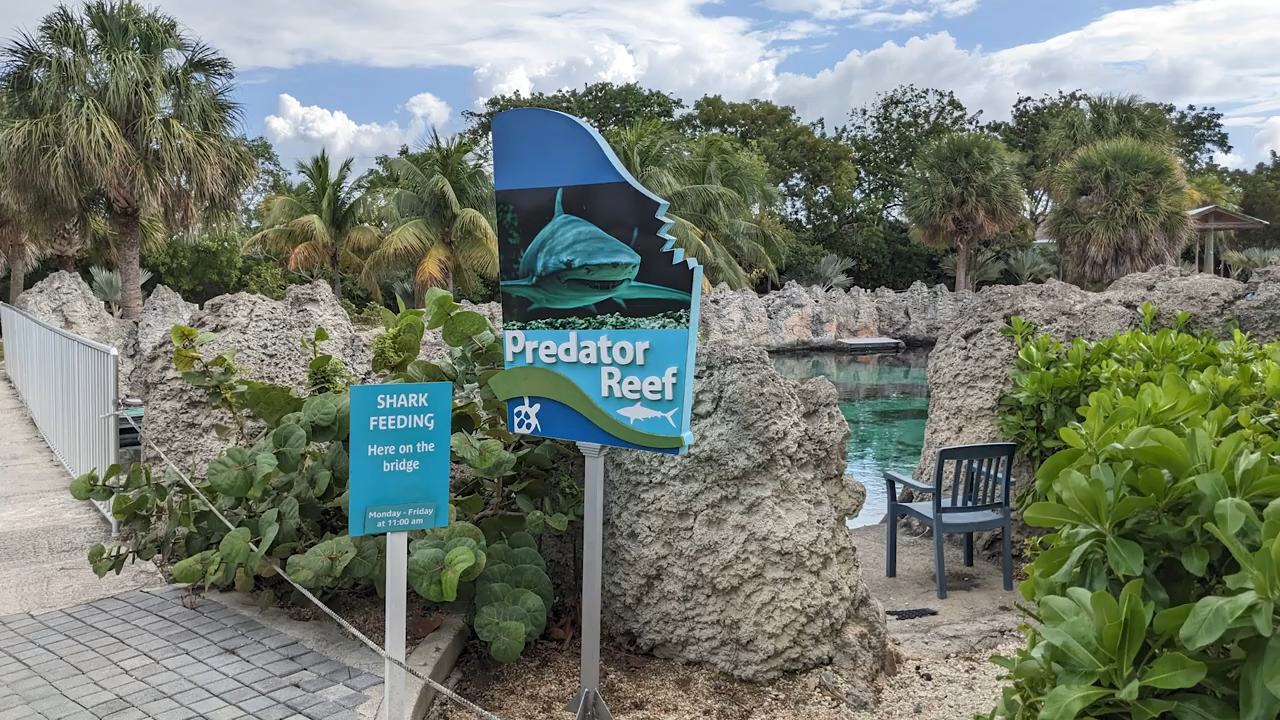 Predator
Reef
SHARK
FEEDING
Here on the
bridge
Monday - Friday
at 11:00 am